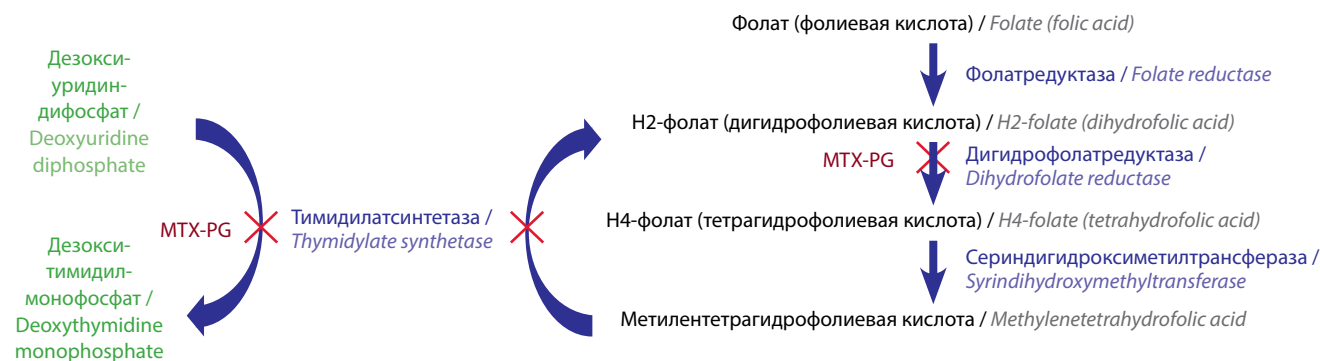 Фолат (фолиевая кислота) / Folate (folic acid)
Фолатредуктаза / Folate reductase
Дезокси-
уридин-
дифосфат /
Deoxyuridine
diphosphate
Н2-фолат (дигидрофолиевая кислота) / H2-folate (dihydrofolic acid)
MTX-PG
Дигидрофолатредуктаза /
Dihydrofolate reductase
MTX-PG
Тимидилатсинтетаза /
Thymidylate synthetase
Н4-фолат (тетрагидрофолиевая кислота) / H4-folate (tetrahydrofolic acid)
Дезокси-
тимидил-
монофосфат /
Deoxythymidine
monophosphate
Сериндигидроксиметилтрансфераза /
Syrindihydroxymethyltransferase
Метилентетрагидрофолиевая кислота / Methylenetetrahydrofolic acid